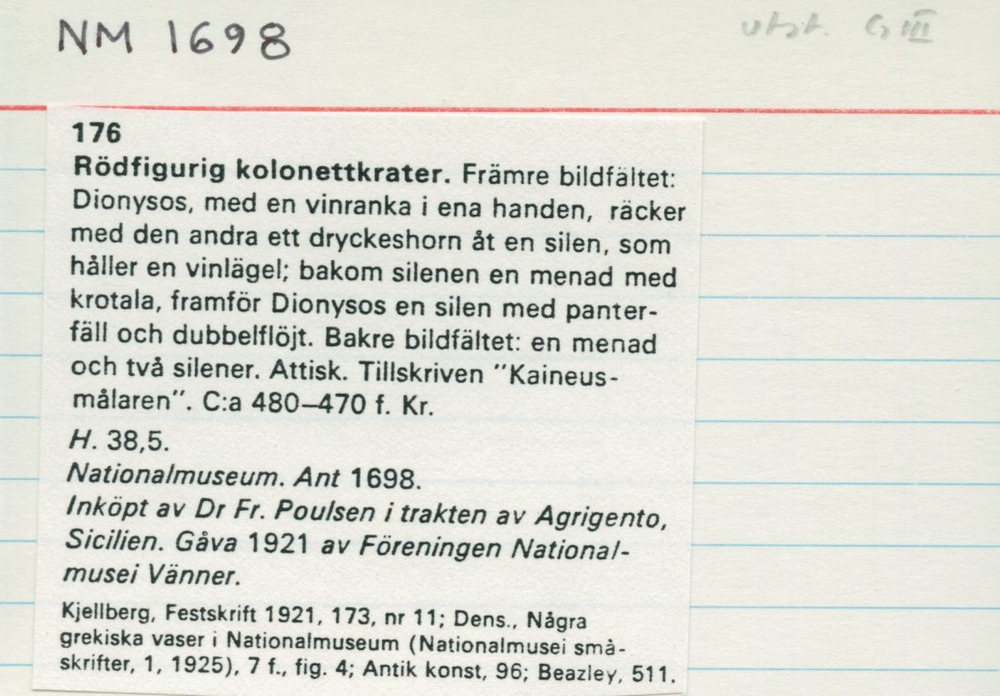 NM 1698
utst. G III
176
Rödfigurig kolonettkrater. Främre bildfältet:
Dionysos, med en vinranka i ena handen, räcker
med den andra ett dryckeshorn åt en silen, som
håller en vinlägel; bakom silenen en menad med
krotala, framför Dionysos en silen med panter-
fäll och dubbelflöjt. Bakre bildfältet: en menad
och två silener. Attisk. Tillskriven "Kaineus-
målaren". C:a 480–470 f. Kr.
H. 38,5.
Nationalmuseum. Ant 1698.
Inköpt av Dr Fr. Poulsen i trakten av Agrigento,
Sicilien. Gåva 1921 av Föreningen National-
musei Vänner.
Kjellberg, Festskrift 1921, 173, nr 11; Dens., Några
grekiska vaser i Nationalmuseum (Nationalmusei små-
skrifter, 1, 1925), 7 f., fig. 4; Antik konst, 96; Beazley, 511.